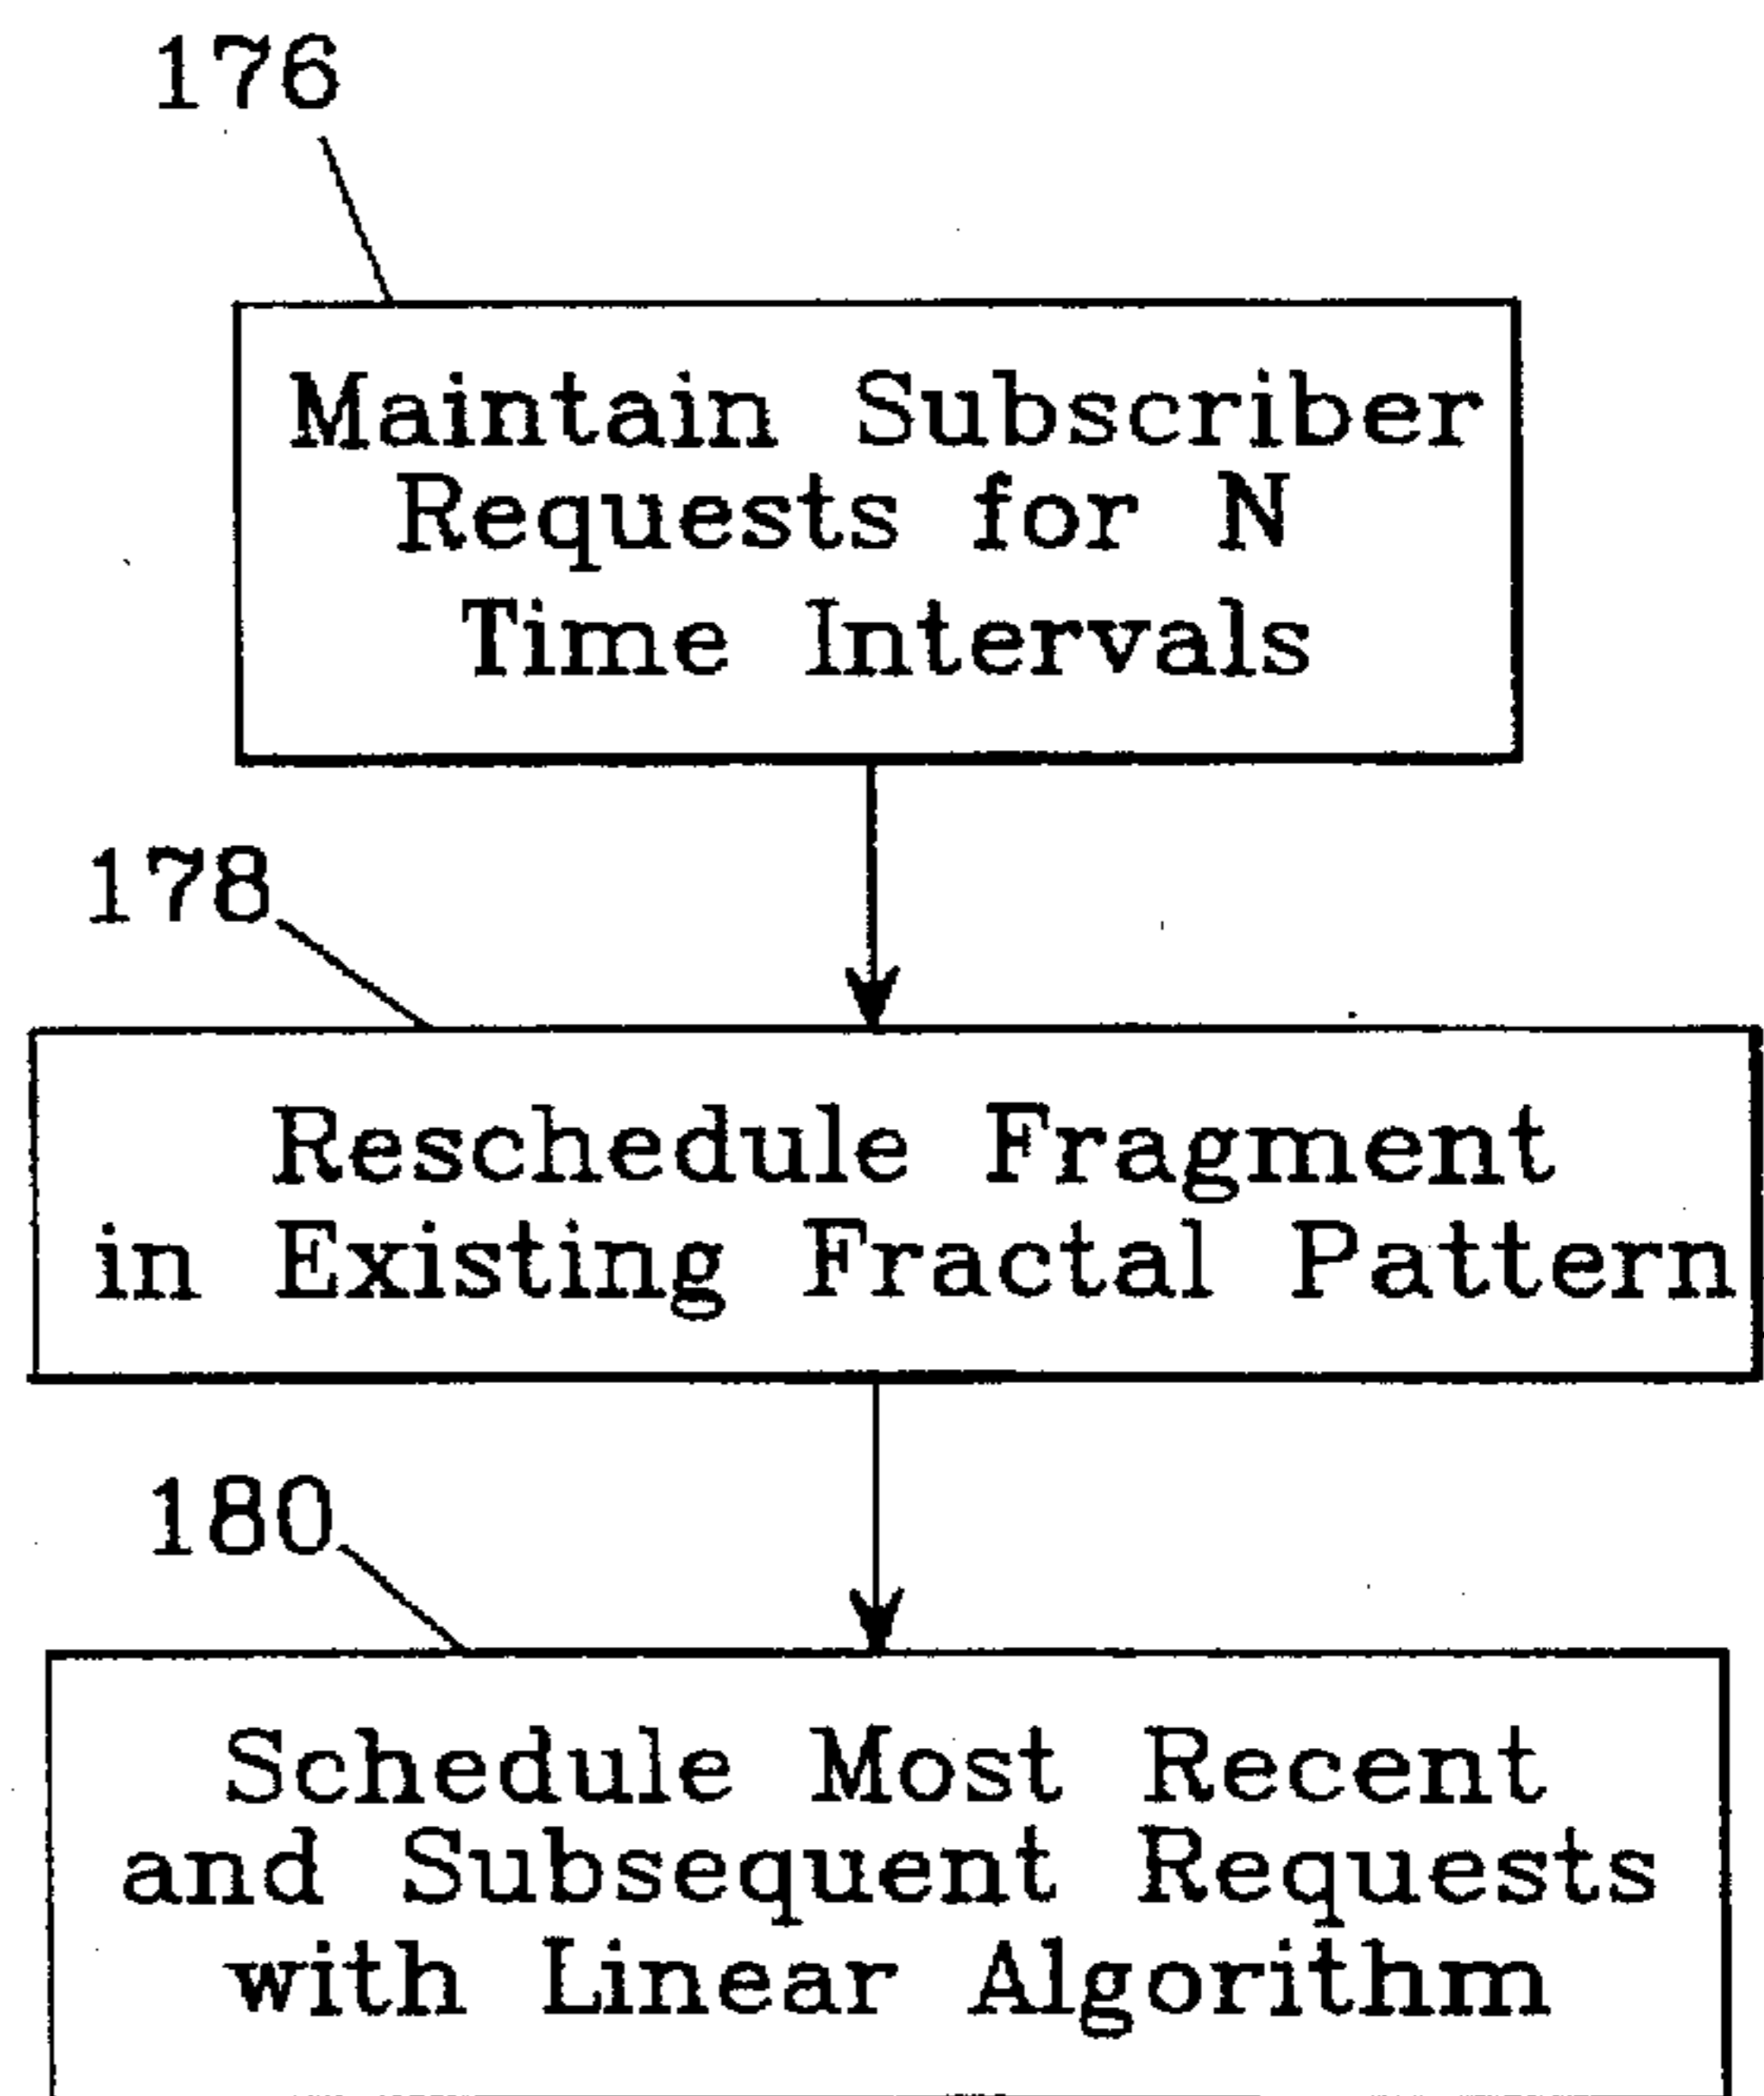 176
Maintain Subscriber
Requests for N
Time Intervals
178
Reschedule Fragment
in Existing Fractal Pattern
180
Schedule Most Recent
and Subsequent Requests
with Linear Algorithm